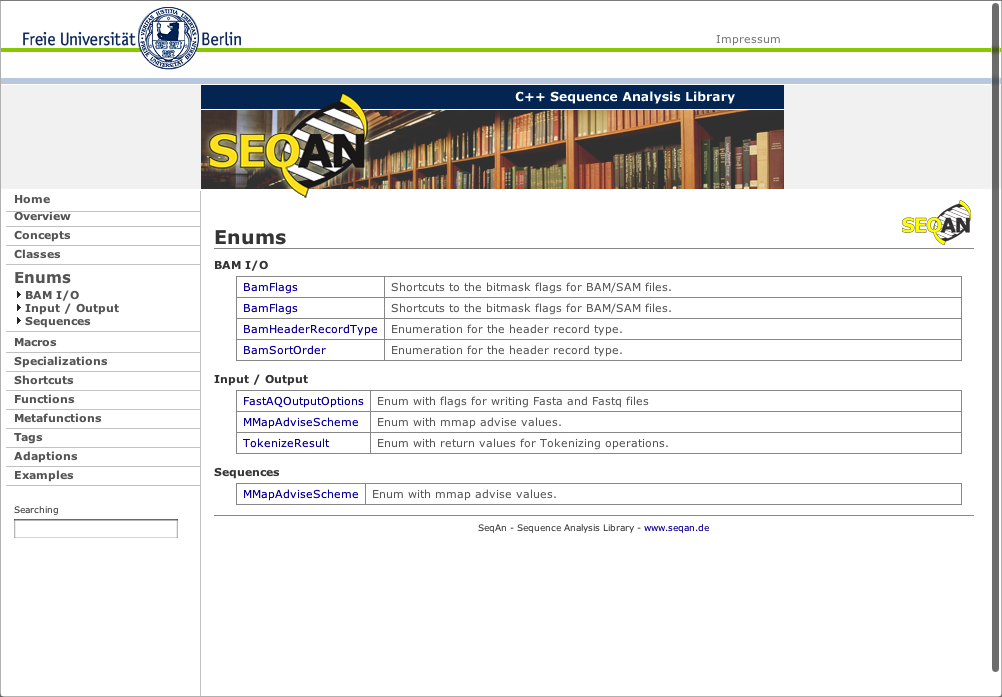 Freie Universität Berlin
Impressum
C++ Sequence Analysis Library
SEQAN
Home
Overview
Concepts
Classes
Enums
BAM I/O
Input / Output
Sequences
Macros
Specializations
Shortcuts
Functions
Metafunctions
Tags
Adaptions
Examples
Searching
SEQAN
Enums
BAM I/O
BamFlags Shortcuts to the bitmask flags for BAM/SAM files.
BamFlags Shortcuts to the bitmask flags for BAM/SAM files.
BamHeaderRecordType Enumeration for the header record type.
BamSortOrder Enumeration for the header record type.
Input / Output
FastAQOutputOptions Enum with flags for writing Fasta and Fastq files
MMapAdviseScheme Enum with mmap advise values.
TokenizeResult Enum with return values for Tokenizing operations.
Sequences
MMapAdviseScheme Enum with mmap advise values.
SeqAn - Sequence Analysis Library - www.seqan.de